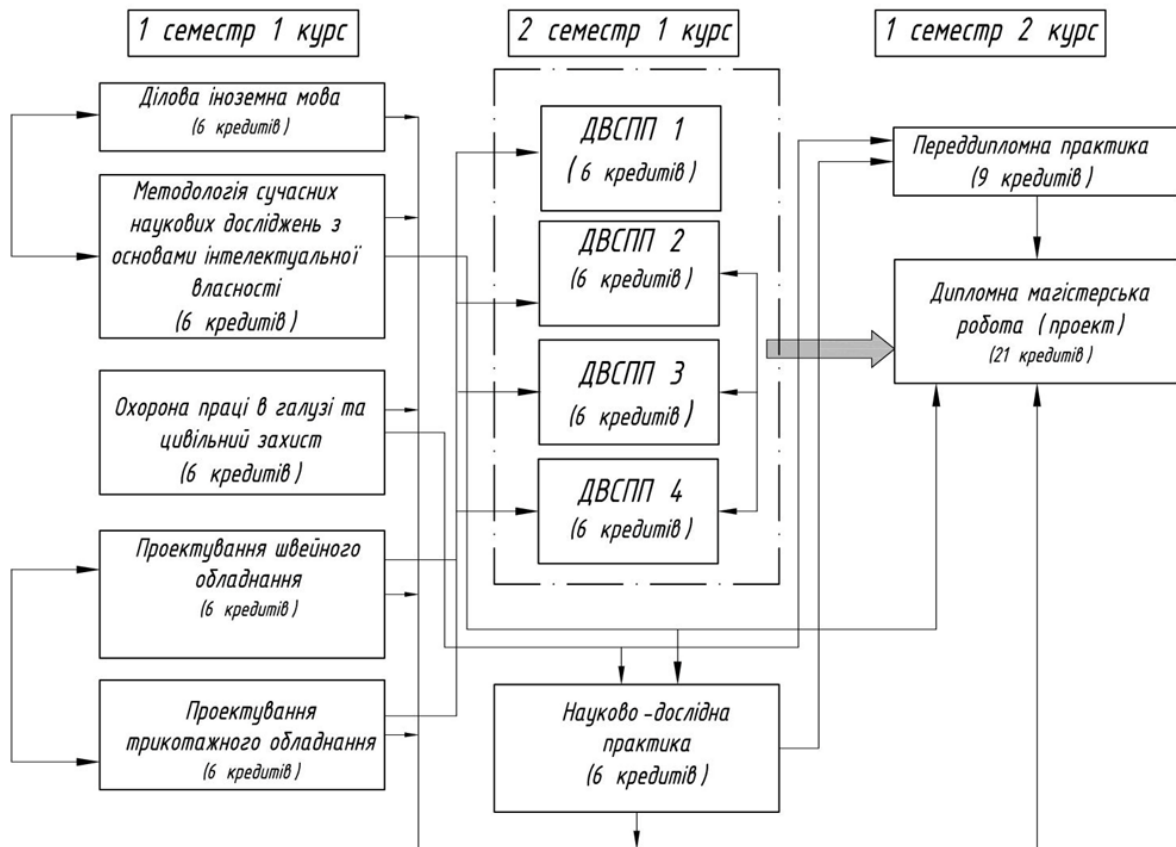 1 семестр 1 курс
2 семестр 1 курс
1 семестр 2 курс
Ділова іноземна мова
(6 кредитів)
Методологія сучасних
наукових досліджень з
основами інтелектуальної
власності
(6 кредитів)
Охорона праці в галузі та
цивільний захист
(6 кредитів)
Проектування швейного
обладнання
(6 кредитів)
Проектування
трикотажного обладнання
(6 кредитів)
ДВСПП 1
(6 кредитів)
ДВСПП 2
(6 кредитів)
ДВСПП 3
(6 кредитів)
ДВСПП 4
(6 кредитів)
Науково-дослідна
практика
(6 кредитів)
Переддипломна практика
(9 кредитів)
Дипломна магістерська
робота (проект)
(21 кредитів)